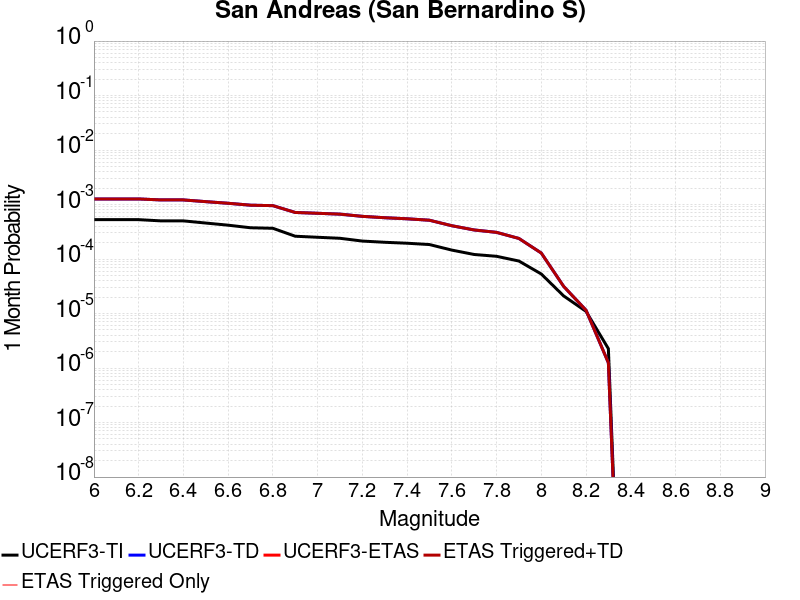 San Andreas (San Bernardino S)
10^0
10^-1
10^-2
10^-3
10^-4
10^-5
10^-6
10^-7
10^-8
1 Month Probability
6 6.2 6.4 6.6 6.8 7 7.2 7.4 7.6 7.8 8 8.2 8.4 8.6 8.8 9
Magnitude
UCERF3-TI UCERF3-TD UCERF3-ETAS ETAS Triggered+TD
ETAS Triggered Only